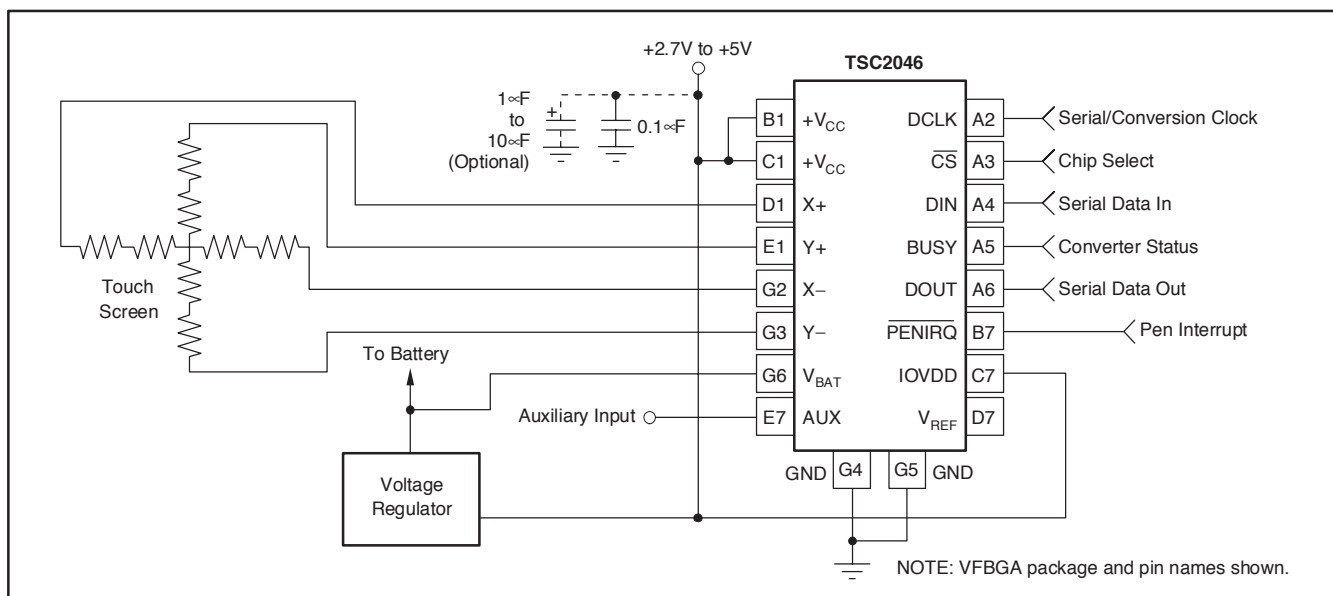 +2.7V to +5V
TSC2046
1∝F
to
10∝F
(Optional)
+
0.1∝F
B1 +VCC DCLK A2 Serial/Conversion Clock
C1 +VCC CS A3 Chip Select
D1 X+ DIN A4 Serial Data In
E1 Y+ BUSY A5 Converter Status
G2 X− DOUT A6 Serial Data Out
G3 Y− PENIRQ B7 Pen Interrupt
G6 VBAT IOVDD C7
Auxiliary Input E7 AUX VREF D7
Touch
Screen
To Battery
Voltage
Regulator
GND G4 G5 GND
NOTE: VFBGA package and pin names shown.